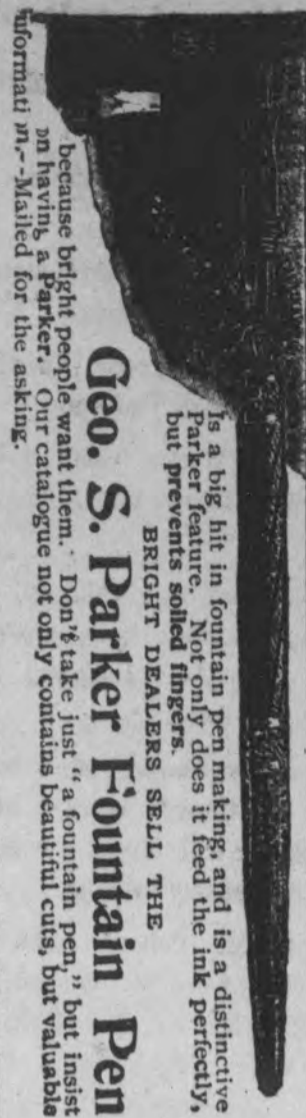 Is a big hit in fountain pen making, and is a distinctive
Parker feature. Not only does it feed the ink perfectly,
but prevents soiled fingers.
BRIGHT DEALERS SELL THE
Geo. S. Parker Fountain Pen
because bright people want them. Don't take just "a fountain pen," but insist
on having a Parker. Our catalogue not only contains beautiful cuts, but valuable
informati n,--Mailed for the asking.